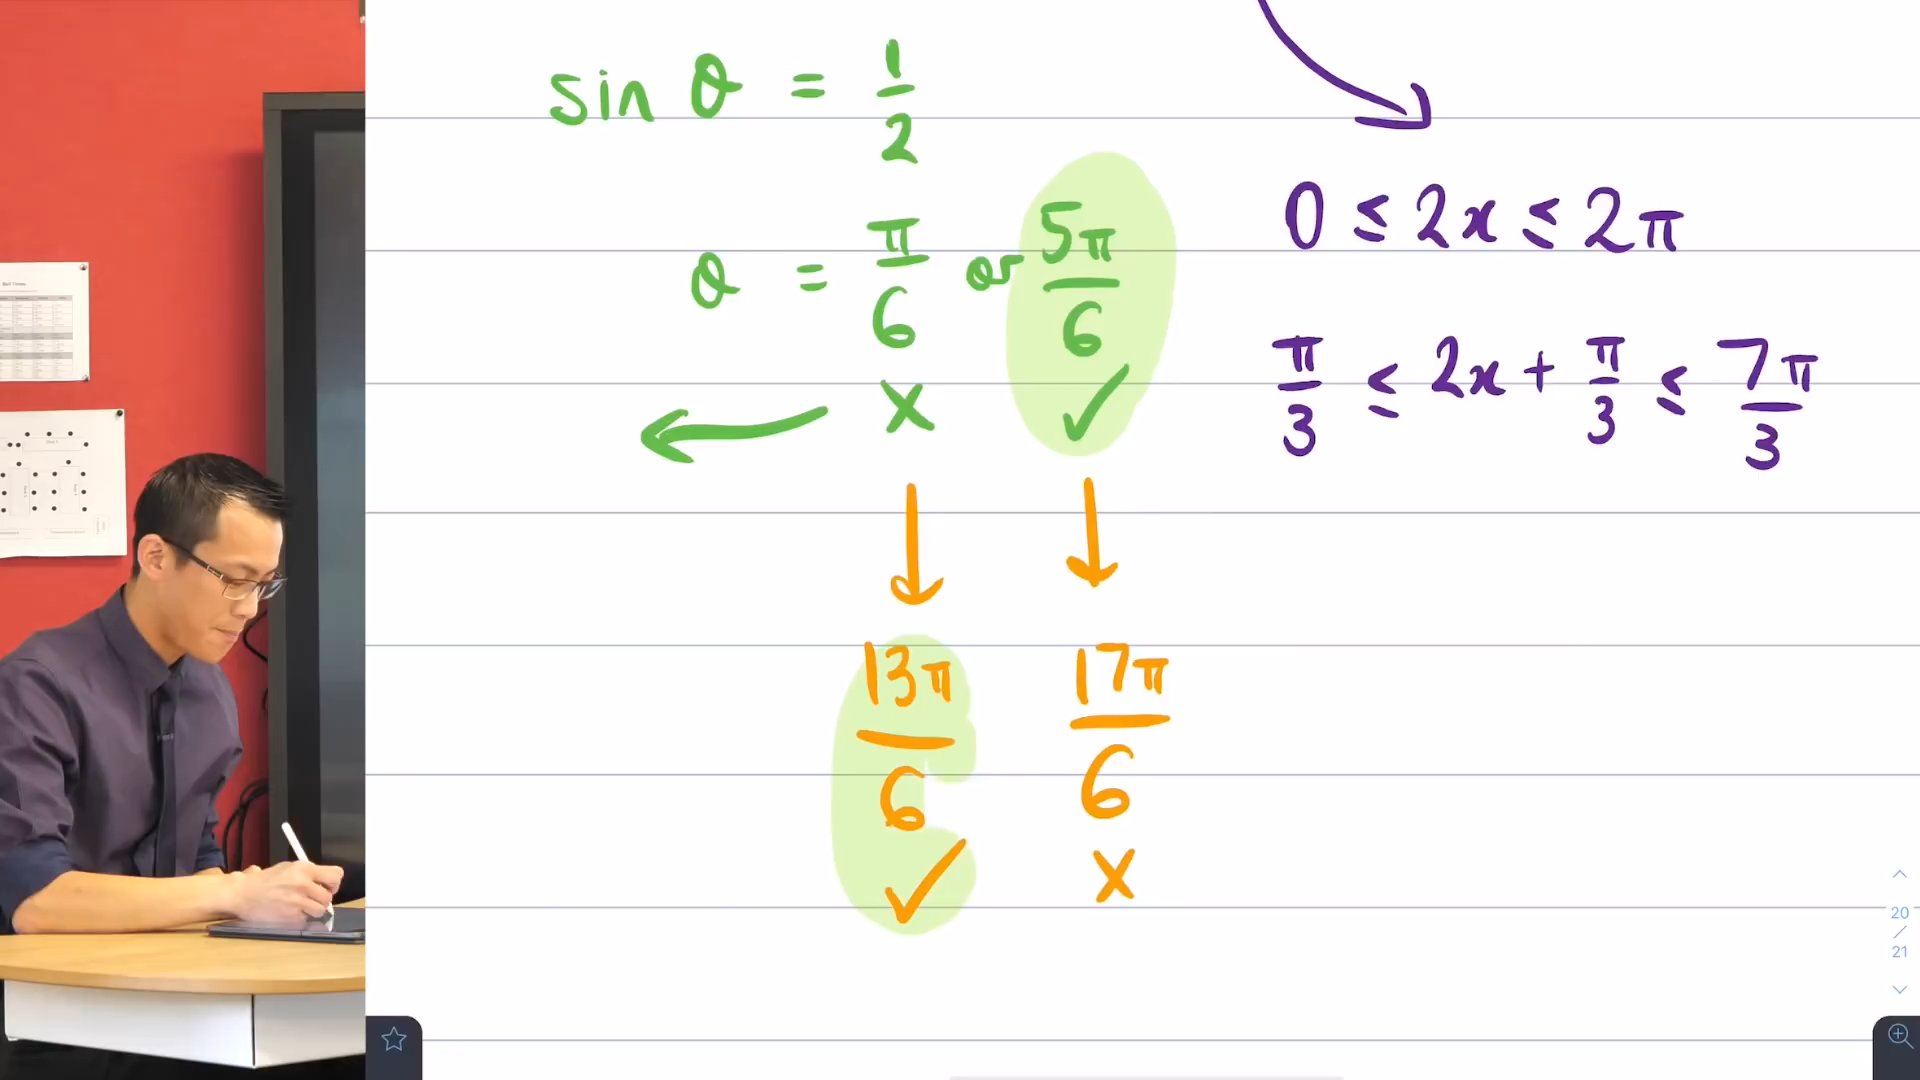 sin θ = 1/2
θ = π/6 or 5π/6
x ✓
13π/6 17π/6
✓ x
0 ≤ 2x ≤ 2π
π/3 ≤ 2x + π/3 ≤ 7π/3
20
/
21